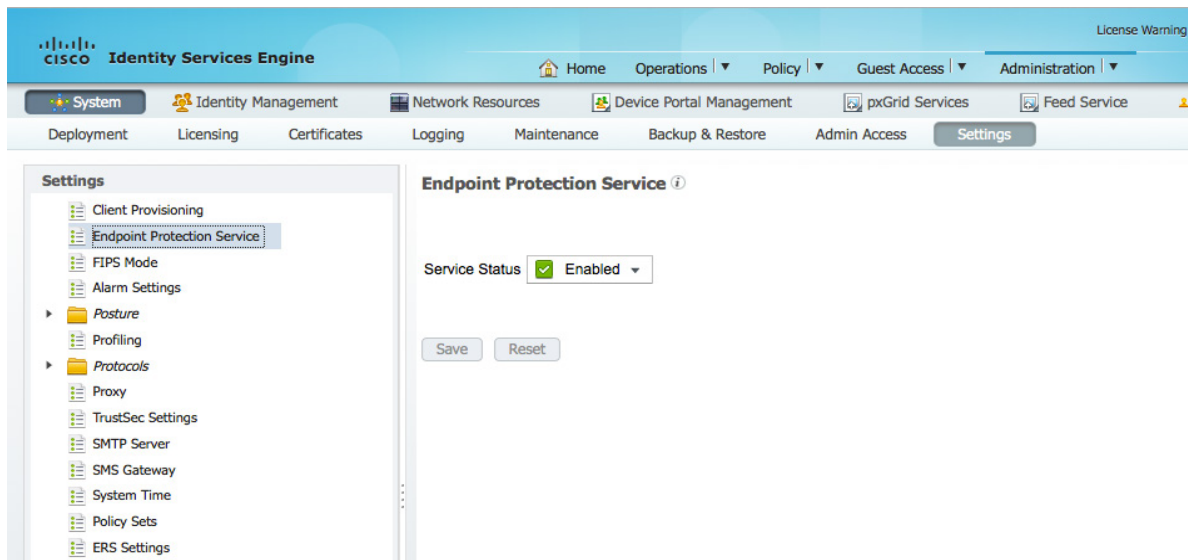 License Warning
CISCO Identity Services Engine
Home Operations Policy Guest Access Administration
System Identity Management Network Resources Device Portal Management pxGrid Services Feed Service
Deployment Licensing Certificates Logging Maintenance Backup & Restore Admin Access Settings
Settings
Client Provisioning
Endpoint Protection Service
FIPS Mode
Alarm Settings
Posture
Profiling
Protocols
Proxy
TrustSec Settings
SMTP Server
SMS Gateway
System Time
Policy Sets
ERS Settings
Endpoint Protection Service
Service Status Enabled
Save Reset